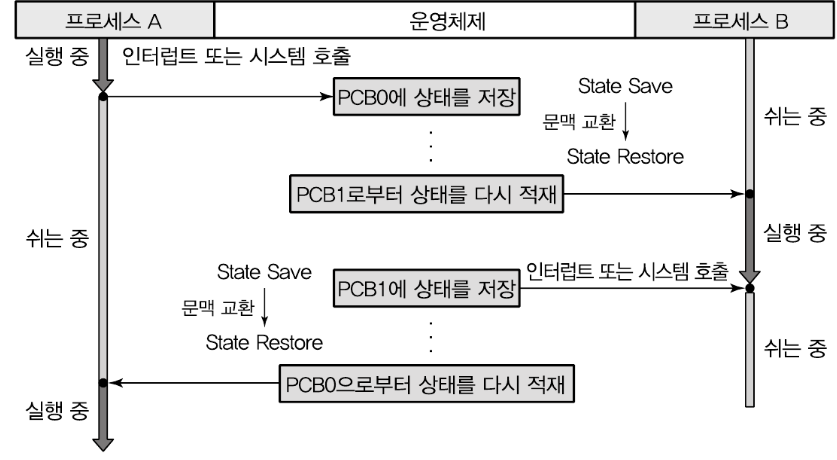 프로세스 A
운영체제
프로세스 B
실행 중
인터럽트 또는 시스템 호출
PCB0에 상태를 저장
State Save
문맥 교환
State Restore
쉬는 중
PCB1로부터 상태를 다시 적재
쉬는 중
실행 중
State Save
문맥 교환
State Restore
PCB1에 상태를 저장
인터럽트 또는 시스템 호출
쉬는 중
PCB0으로부터 상태를 다시 적재
실행 중